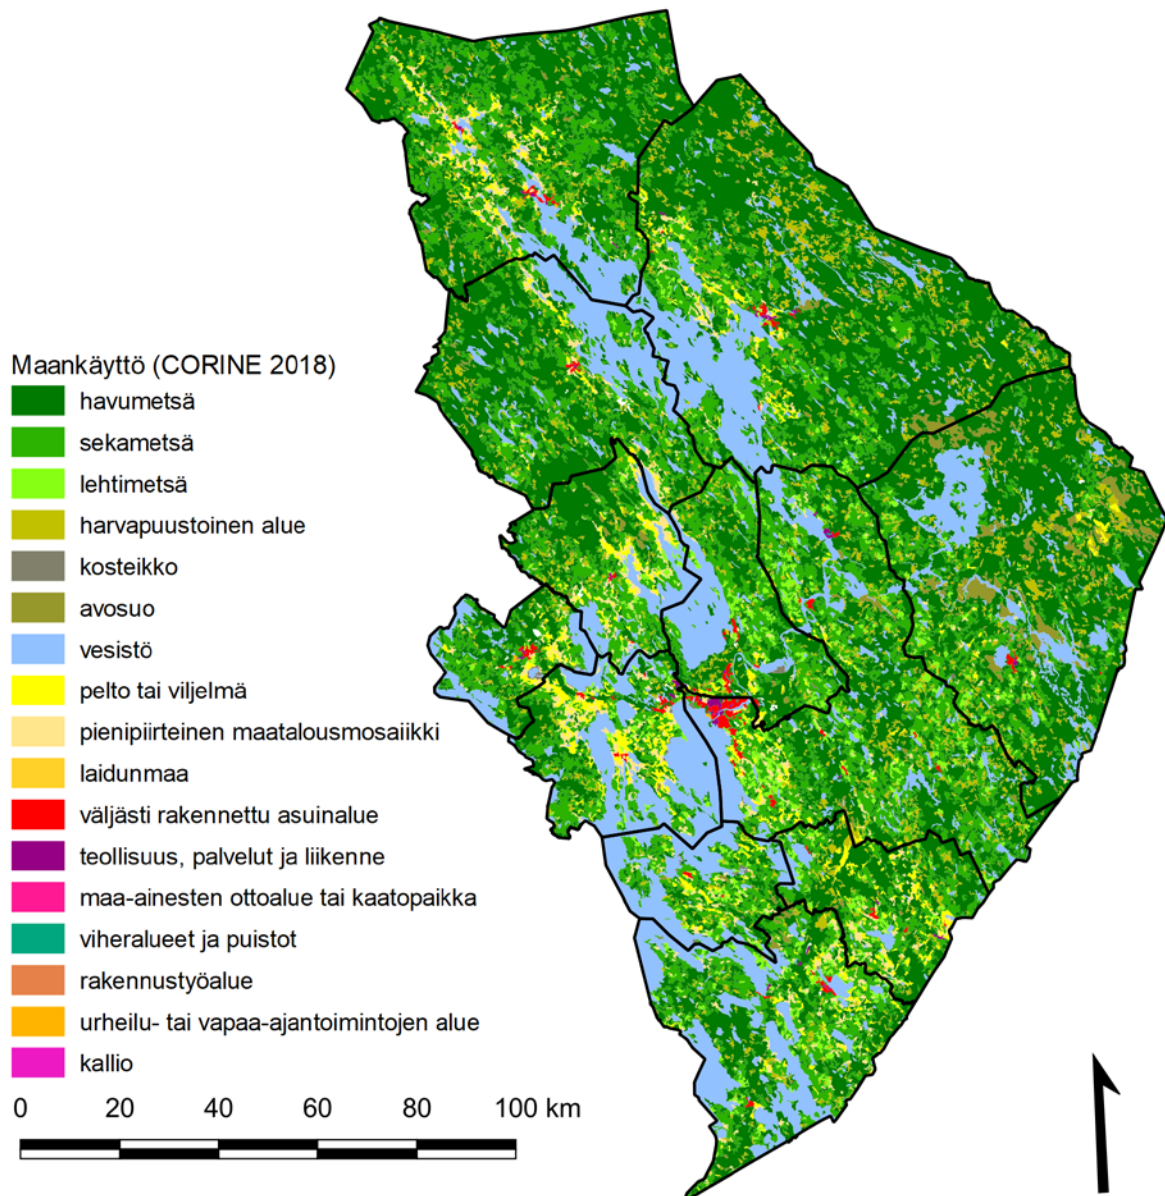 Maankäyttö (CORINE 2018)
havumetsä
sekametsä
lehtimetsä
harvapuustoinen alue
kosteikko
avosuo
vesistö
pelto tai viljelmä
pienipiirteinen maatalousmosaiikki
laidunmaa
väljästi rakennettu asuinalue
teollisuus, palvelut ja liikenne
maa-ainesten ottoalue tai kaatopaikka
viheralueet ja puistot
rakennustyöalue
urheilu- tai vapaa-ajantoimintojen alue
kallio
0 20 40 60 80 100 km